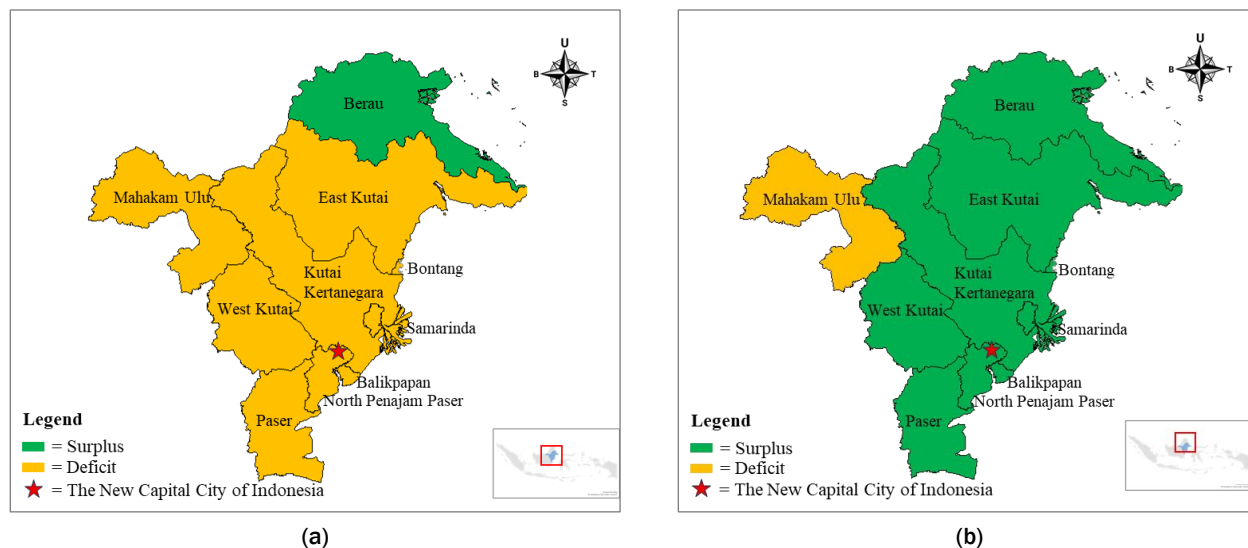 U
B
T
S
Berau
Mahakam Ulu
East Kutai
Kutai
Kertanegara
Bontang
West Kutai
Samarinda
Balikpapan
North Penajam Paser
Paser
Legend
= Surplus
= Deficit
= The New Capital City of Indonesia
(a)
U
B
T
S
Berau
Mahakam Ulu
East Kutai
Kutai
Kertanegara
Bontang
West Kutai
Samarinda
Balikpapan
North Penajam Paser
Paser
Legend
= Surplus
= Deficit
= The New Capital City of Indonesia
(b)